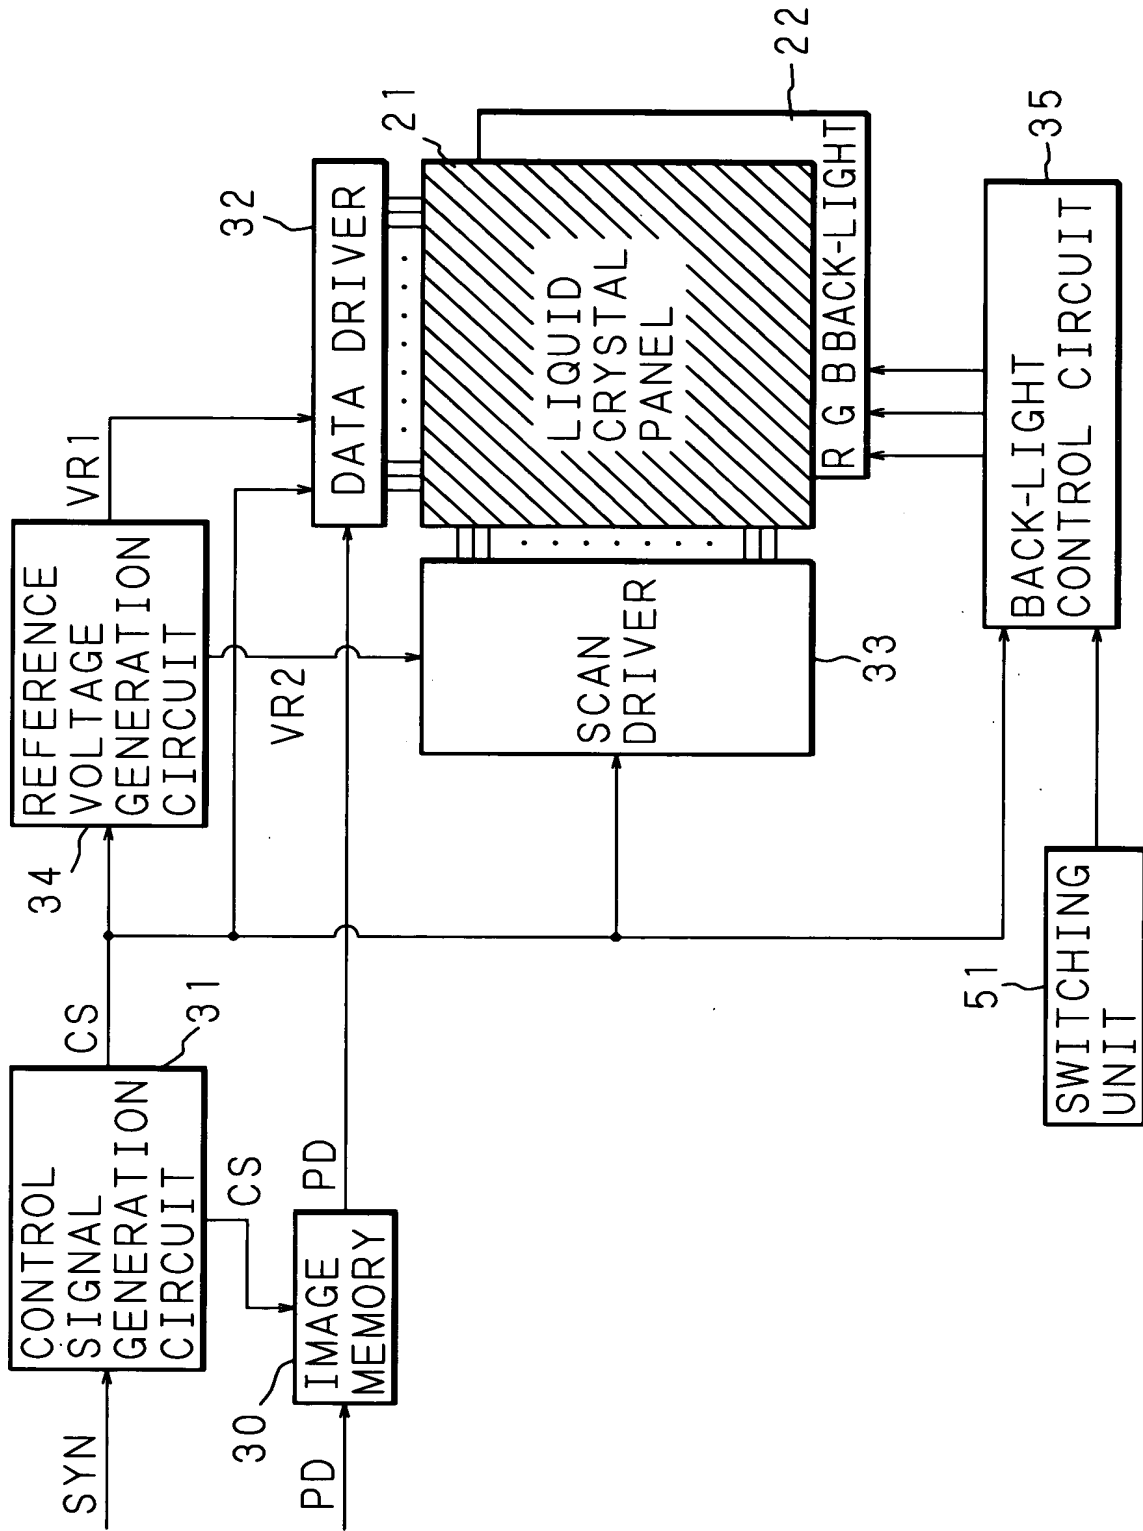 SYN
CONTROL
SIGNAL
GENERATION
CIRCUIT
31
CS
CS
34
REFERENCE
VOLTAGE
GENERATION
CIRCUIT
VR1
VR2
PD
30
IMAGE
MEMORY
PD
32
DATA DRIVER
21
LIQUID
CRYSTAL
PANEL
SCAN
DRIVER
33
R G B BACK-LIGHT
22
35
BACK-LIGHT
CONTROL CIRCUIT
51
SWITCHING
UNIT